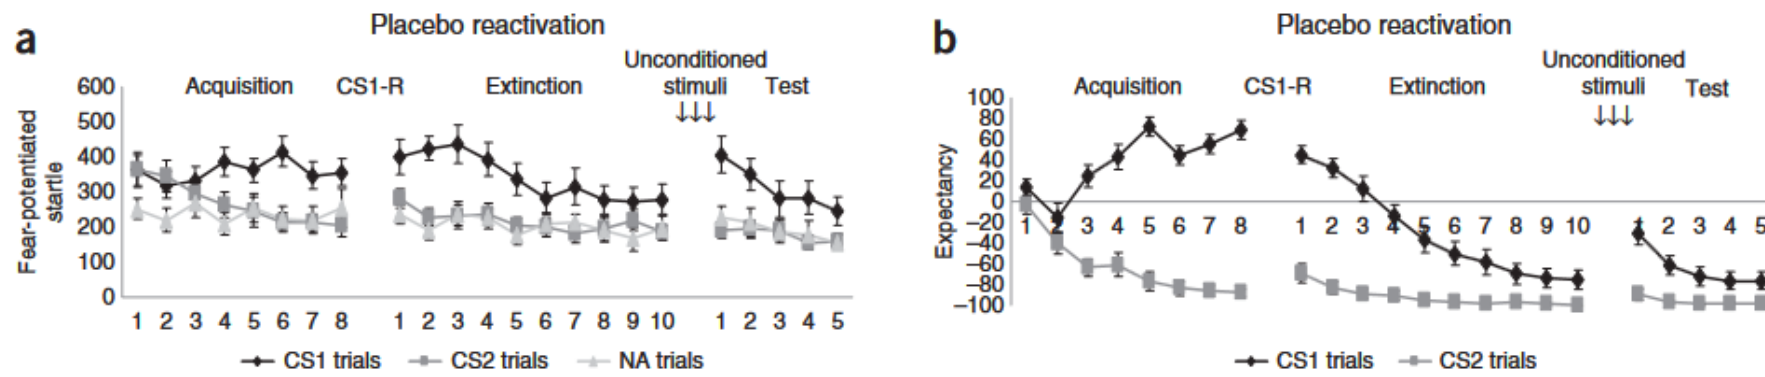 a
Placebo reactivation
Acquisition
CS1-R
Extinction
Unconditioned
stimuli
↓↓↓
Test
Fear-potentiated
startle
600
500
400
300
200
100
0
1 2 3 4 5 6 7 8
1 2 3 4 5 6 7 8 9 10
1 2 3 4 5
CS1 trials CS2 trials NA trials
b
Placebo reactivation
Acquisition
CS1-R
Extinction
Unconditioned
stimuli
↓↓↓
Test
Expectancy
100
80
60
40
20
0
–20
–40
–60
–80
–100
1 2 3 4 5 6 7 8
1 2 3 4 5 6 7 8 9 10
1 2 3 4 5
CS1 trials CS2 trials